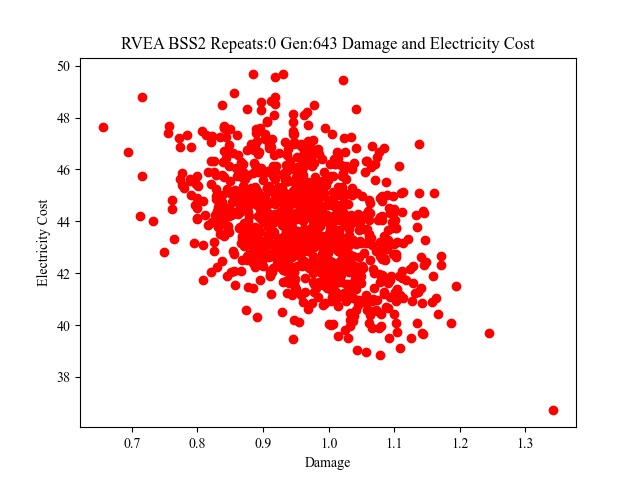 RVEA BSS2 Repeats:0 Gen:643 Damage and Electricity Cost
50
48
46
44
42
40
38
Electricity Cost
0.7 0.8 0.9 1.0 1.1 1.2 1.3
Damage